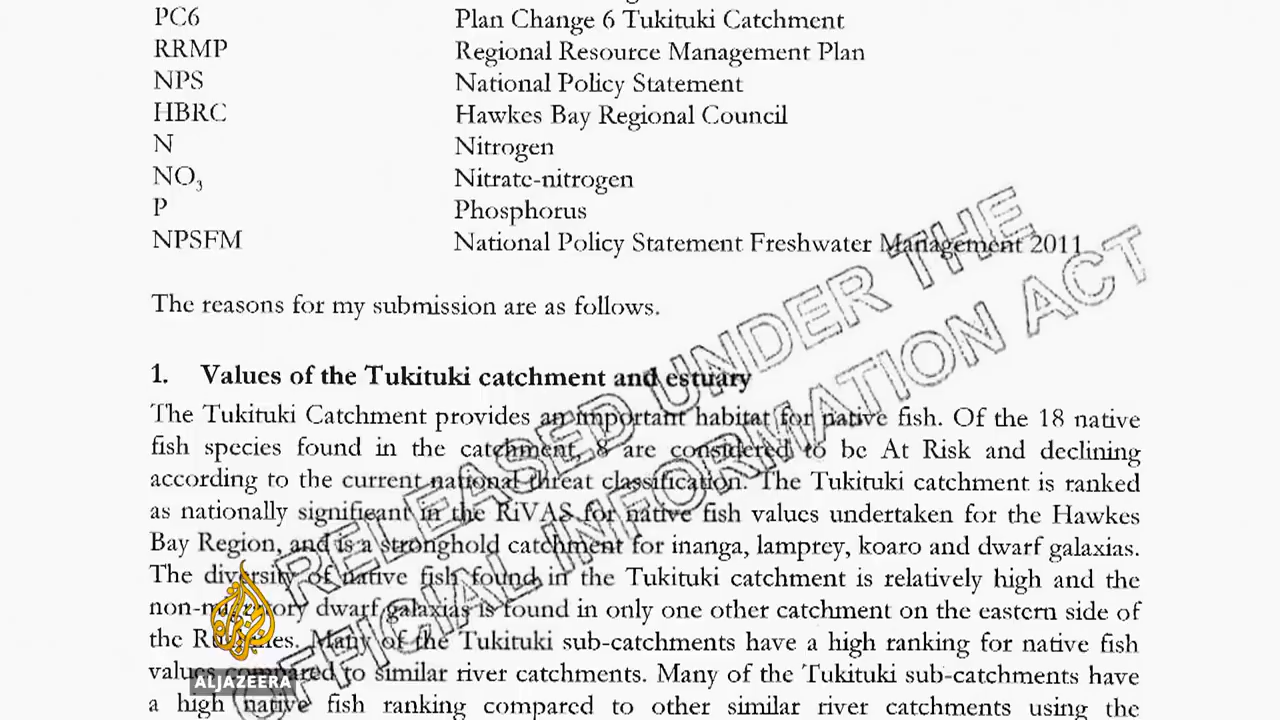 PC6 Plan Change 6 Tukituki Catchment
RRMP Regional Resource Management Plan
NPS National Policy Statement
HBRC Hawkes Bay Regional Council
N Nitrogen
NO₃ Nitrate-nitrogen
P Phosphorus
NPSFM National Policy Statement Freshwater Management 2011
The reasons for my submission are as follows.
1. Values of the Tukituki catchment and estuary
The Tukituki Catchment provides an important habitat for native fish. Of the 18 native
fish species found in the catchment, 8 are considered to be At Risk and declining
according to the current national threat classification. The Tukituki catchment is ranked
as nationally significant in the RiVAS for native fish values undertaken for the Hawkes
Bay Region, and is a stronghold catchment for inanga, lamprey, koaro and dwarf galaxias.
The diversity of native fish found in the Tukituki catchment is relatively high and the
dwarf galaxias is found in only one other catchment on the eastern side of
the Many of the Tukituki sub-catchments have a high ranking for native fish
values compared to similar river catchments. Many of the Tukituki sub-catchments have
a high native fish ranking compared to other similar river catchments using the
RELEASED UNDER THE
OFFICIAL INFORMATION ACT
ALJAZEERA